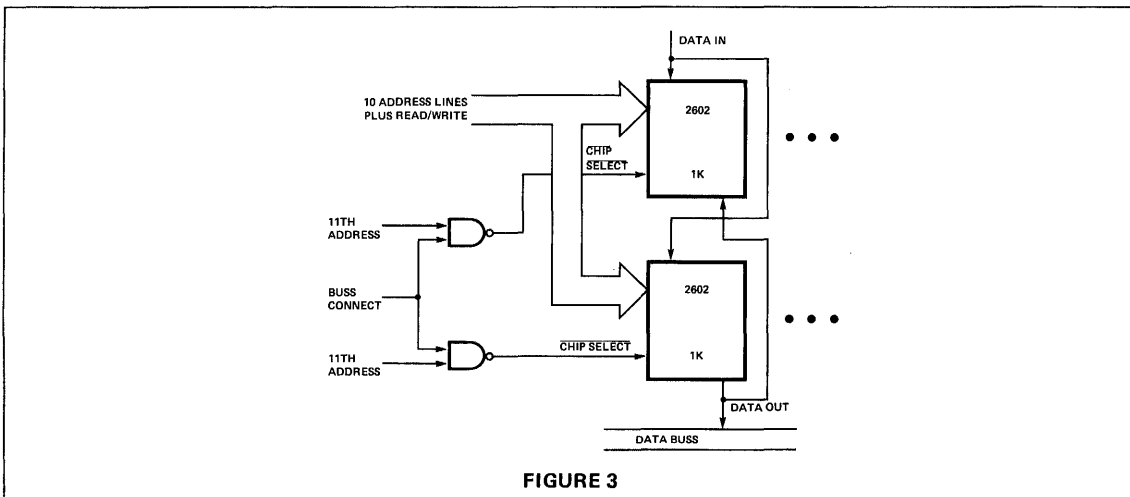 DATA IN
10 ADDRESS LINES
PLUS READ/WRITE
2602
CHIP
SELECT
1K
11TH
ADDRESS
BUSS
CONNECT
2602
CHIP SELECT
1K
11TH
ADDRESS
DATA OUT
DATA BUSS
FIGURE 3